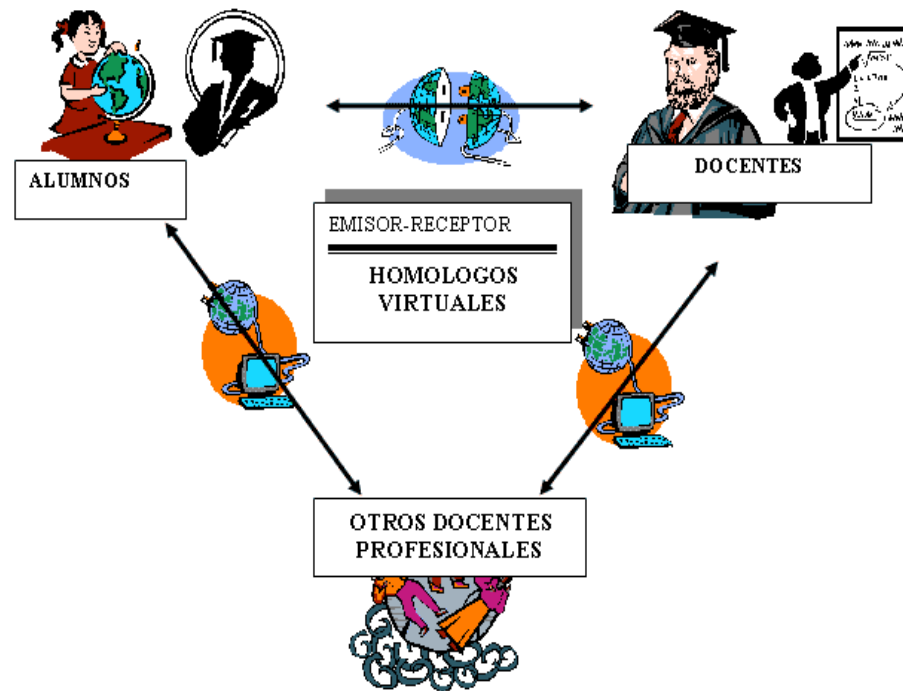 ALUMNOS
DOCENTES
EMISOR-RECEPTOR
HOMOLOGOS
VIRTUALES
OTROS DOCENTES
PROFESIONALES